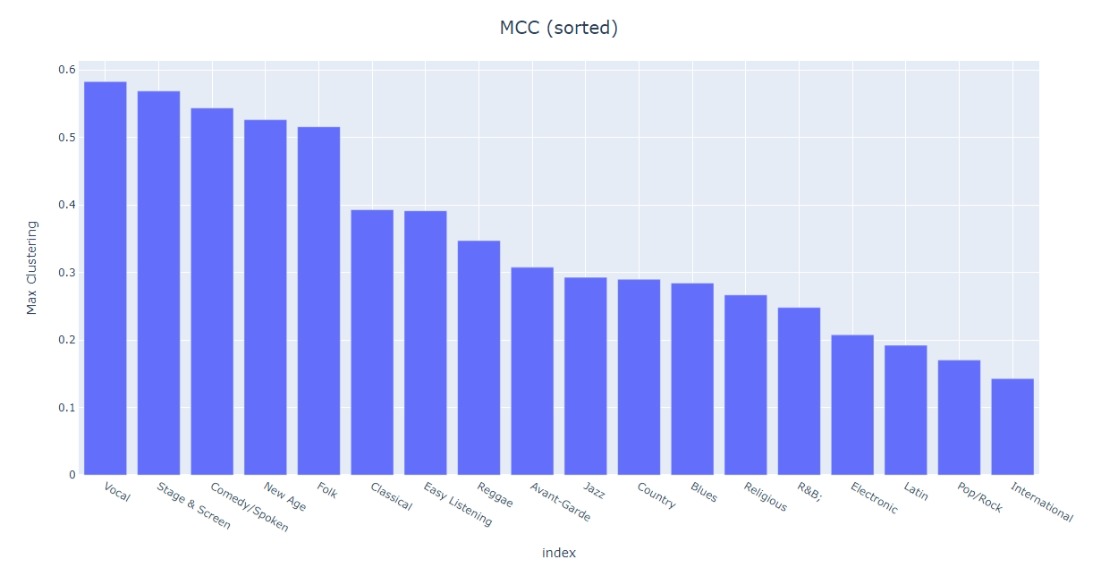 MCC (sorted)
Max Clustering
0.6
0.5
0.4
0.3
0.2
0.1
0
Vocal
Stage & Screen
Comedy/Spoken
New Age
Folk
Classical
Easy Listening
Reggae
Avant-Garde
Jazz
Country
Blues
Religious
R&B;
Electronic
Latin
Pop/Rock
International
index